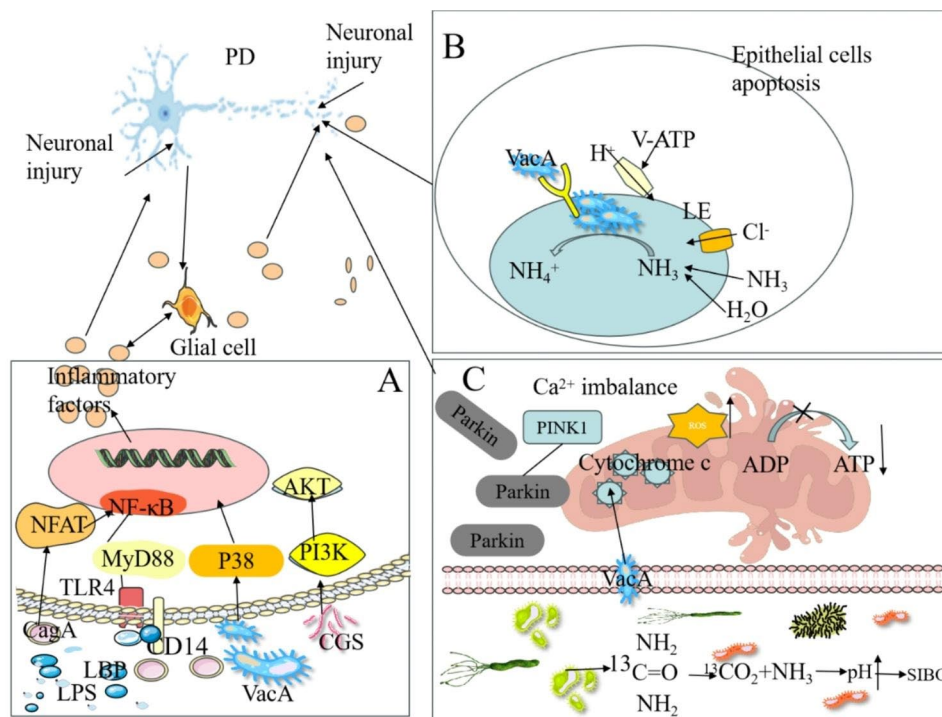 PD
Neuronal
injury
Neuronal
injury
Glial cell
B
Epithelial cells
apoptosis
VacA
H⁺
V-ATP
LE
Cl⁻
NH₄⁺
NH₃
NH₃
H₂O
A
Inflammatory
factors
AKT
NF-κB
NFAT
MyD88
P38
PI3K
TLR4
CagA
CD14
CGS
LBP
LPS
VacA
C
Ca²⁺ imbalance
Parkin
PINK1
ROS
Cytochrome c
ADP
ATP
Parkin
Parkin
VacA
NH₂
¹³C=O
NH₂
¹³CO₂+NH₃
pH
SIBO